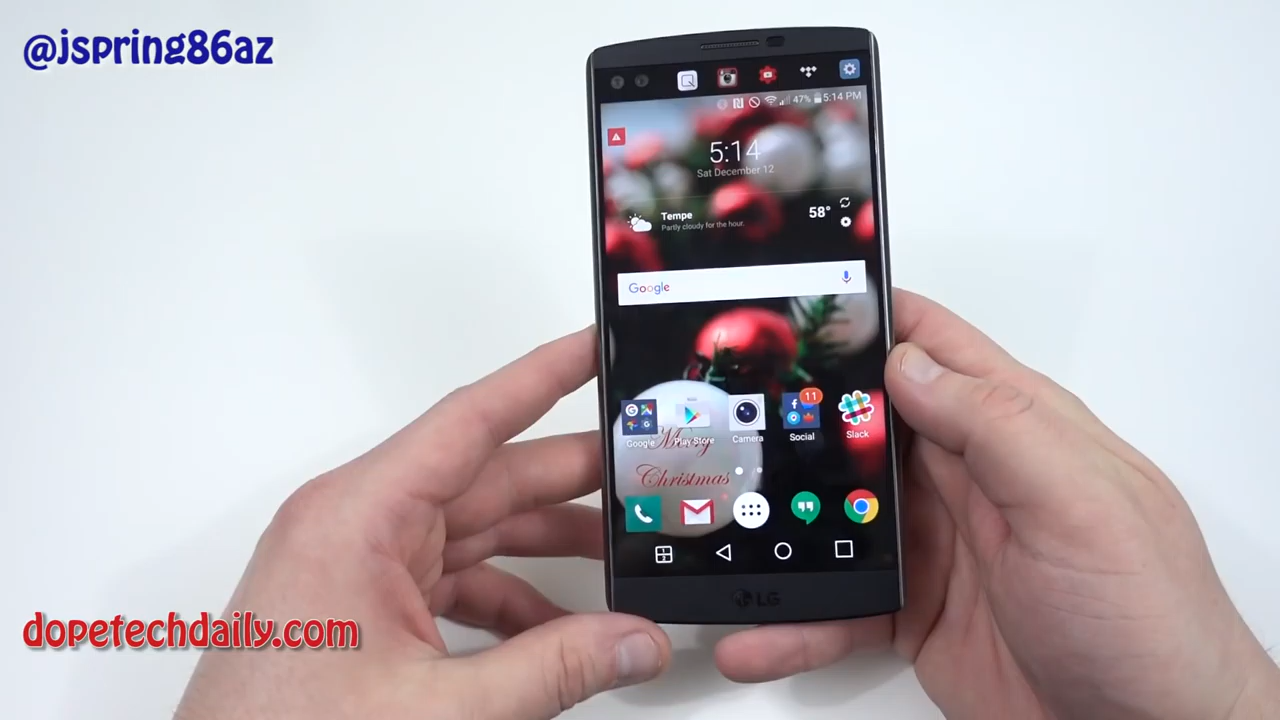 @jspring86az
47% 5:14 PM
5:14
Sat December 12
Tempe
Partly cloudy for the hour.
58°
Google
11
Google
Play Store
Camera
Social
Slack
Merry
Christmas
LG
dopetechdaily.com